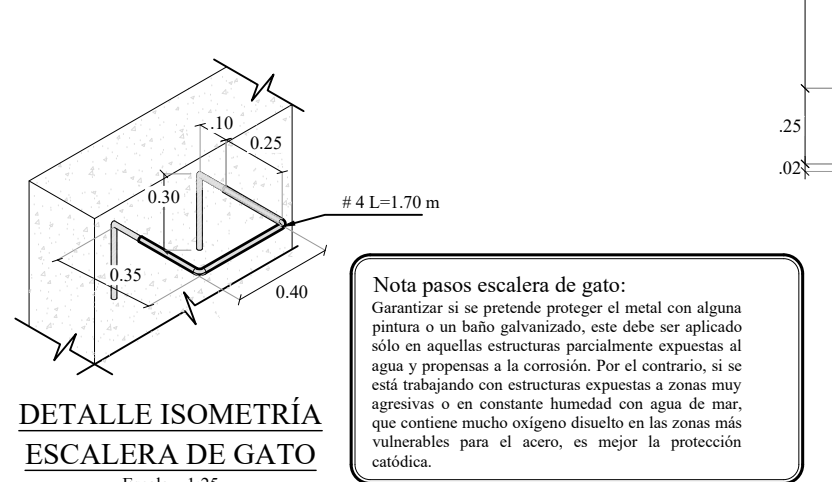 .10
0.25
0.30
# 4 L=1.70 m
0.35
0.40
.25
.02
Nota pasos escalera de gato:
Garantizar si se pretende proteger el metal con alguna
pintura o un baño galvanizado, este debe ser aplicado
sólo en aquellas estructuras parcialmente expuestas al
agua y propensas a la corrosión. Por el contrario, si se
está trabajando con estructuras expuestas a zonas muy
agresivas o en constante humedad con agua de mar,
que contiene mucho oxígeno disuelto en las zonas más
vulnerables para el acero, es mejor la protección
catódica.
DETALLE ISOMETRÍA
ESCALERA DE GATO